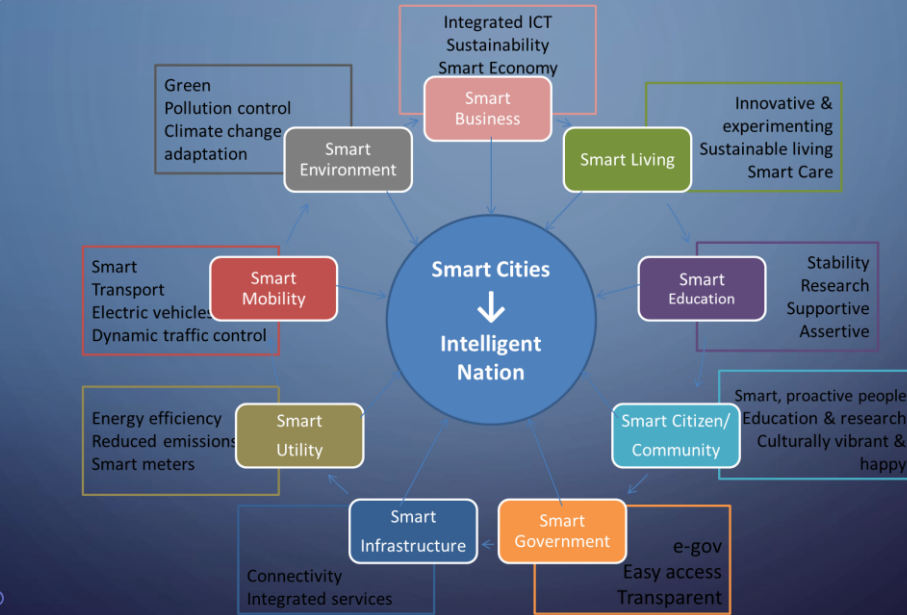 Integrated ICT
Sustainability
Smart Economy
Smart
Business
Innovative &
experimenting
Sustainable living
Smart Care
Smart Living
Stability
Research
Supportive
Assertive
Smart
Education
Smart, proactive people
Education & research
Culturally vibrant &
happy
Smart Citizen/
Community
e-gov
Easy access
Transparent
Smart
Government
Smart
Infrastructure
Connectivity
Integrated services
Energy efficiency
Reduced emissions
Smart meters
Smart
Utility
Smart
Transport
Electric vehicles
Dynamic traffic control
Smart
Mobility
Green
Pollution control
Climate change
adaptation
Smart
Environment
Smart Cities
Intelligent
Nation